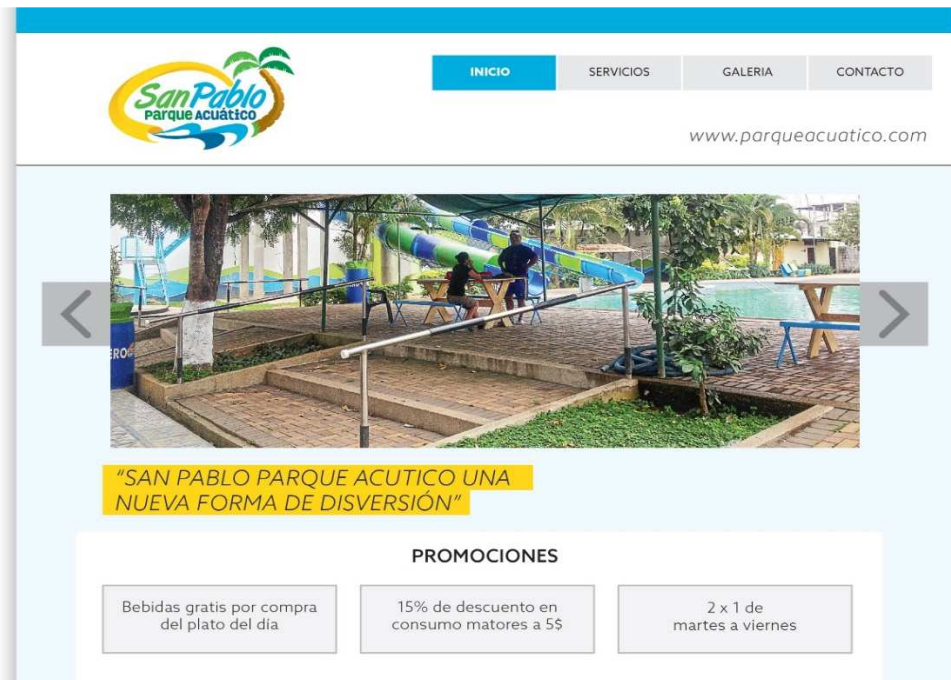 San Pablo
Parque Acuático
INICIO
SERVICIOS
GALERIA
CONTACTO
www.parqueacuatico.com
ERO
"SAN PABLO PARQUE ACUTICO UNA
NUEVA FORMA DE DISVERSIÓN"
PROMOCIONES
Bebidas gratis por compra
del plato del día
15% de descuento en
consumo matores a 5$
2 x 1 de
martes a viernes